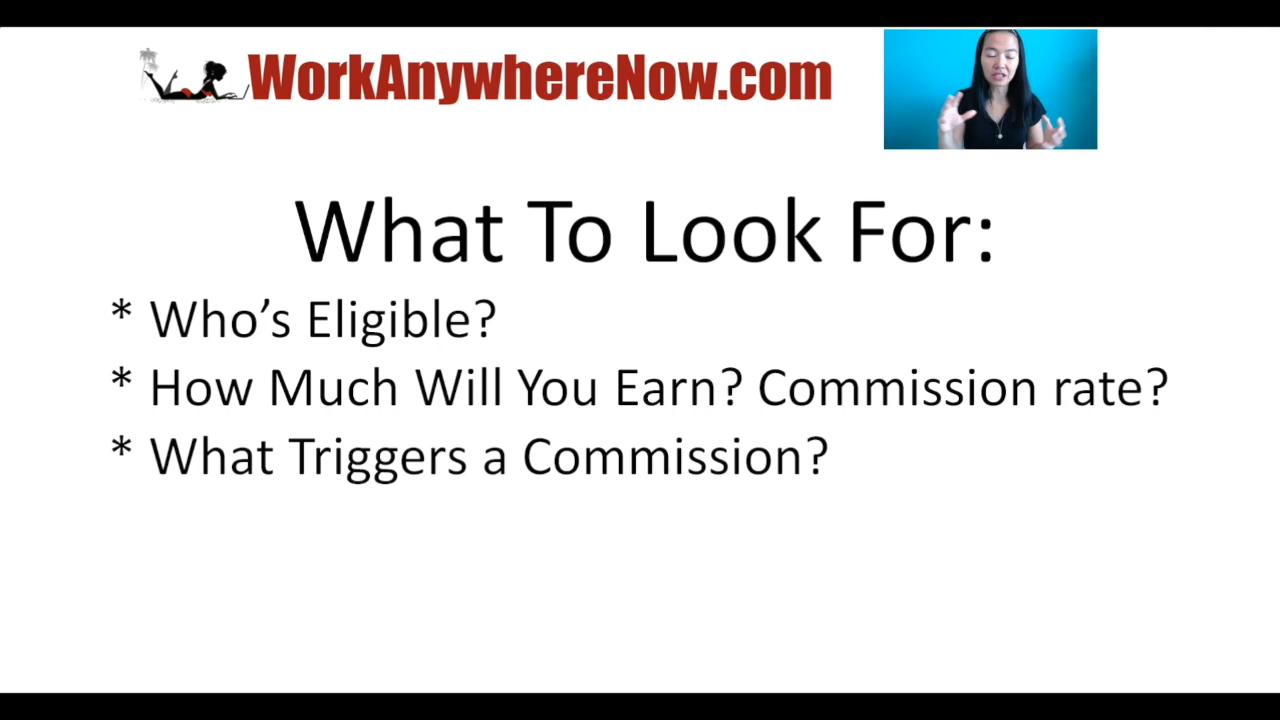 WorkAnywhereNow.com
What To Look For:
* Who’s Eligible?
* How Much Will You Earn? Commission rate?
* What Triggers a Commission?